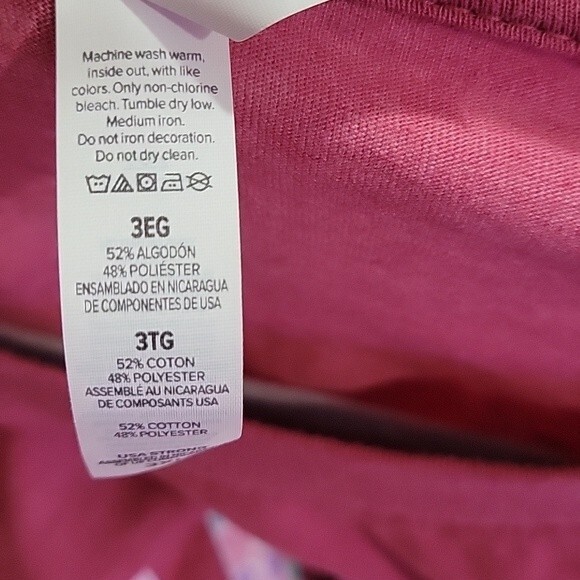 Machine wash warm,
inside out, with like
colors. Only non-chlorine
bleach. Tumble dry low.
Medium iron.
Do not iron decoration.
Do not dry clean.
3EG
52% ALGODÓN
48% POLIÉSTER
ENSAMBLADO EN NICARAGUA
DE COMPONENTES DE USA
3TG
52% COTON
48% POLYESTER
ASSEMBLÉ AU NICARAGUA
DE COMPOSANTS USA
52% COTTON
48% POLYESTER
USA STRONG